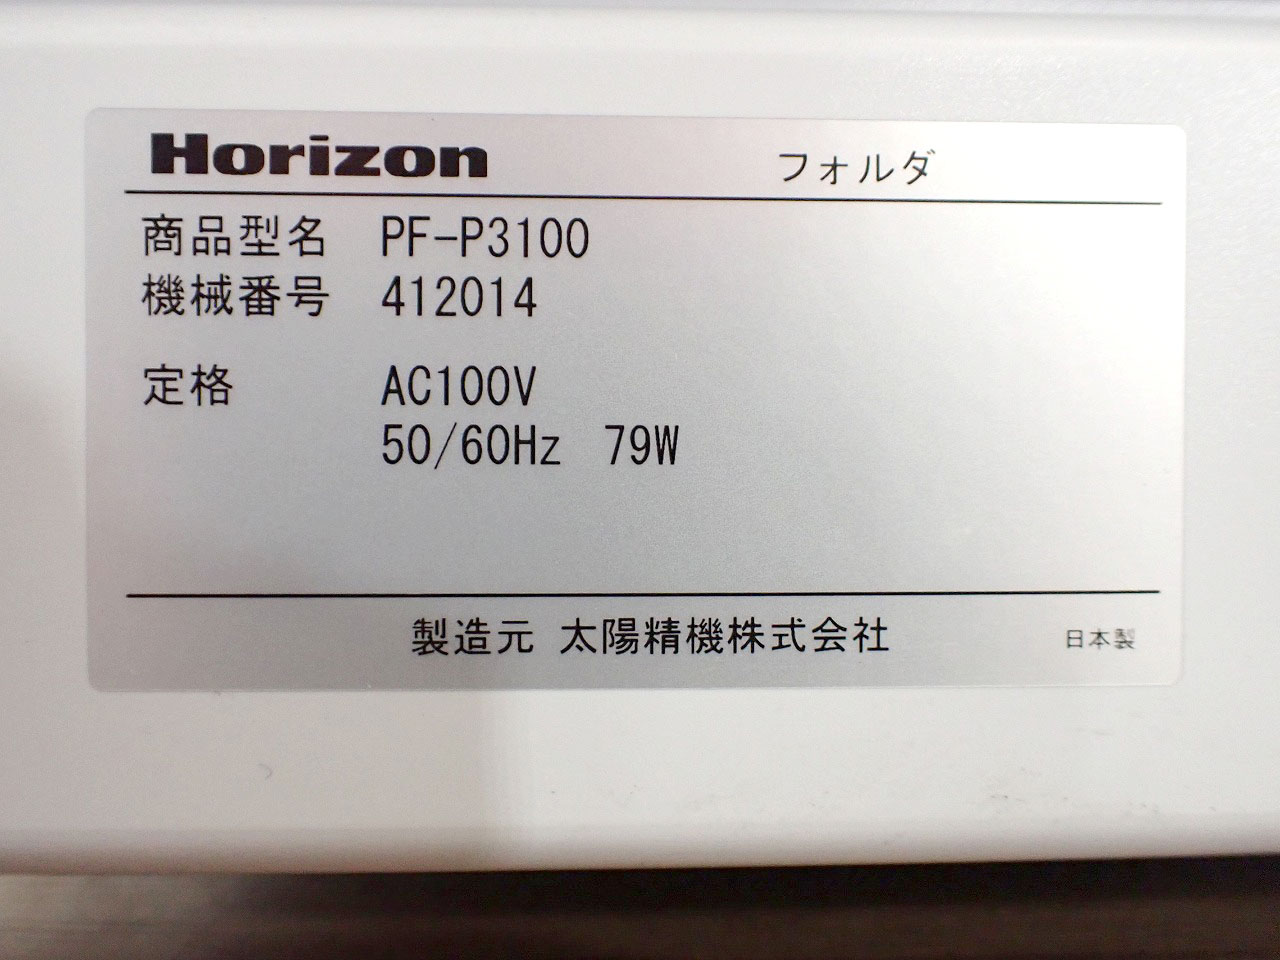 Horizon フォルダ
商品型名 PF-P3100
機械番号 412014
定格 AC100V
50/60Hz 79W
製造元 太陽精機株式会社 日本製